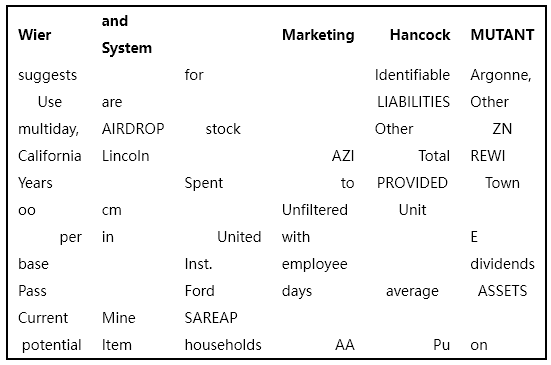 Wier and System Marketing Hancock MUTANT
suggests for Identifiable Argonne,
Use are LIABILITIES Other
multiday, AIRDROP stock Other ZN
California Lincoln AZI Total REWI
Years Spent to PROVIDED Town
oo cm Unfiltered Unit
per in United with E
base Inst. employee dividends
Pass Ford days average ASSETS
Current Mine SAREAP
potential Item households AA Pu on